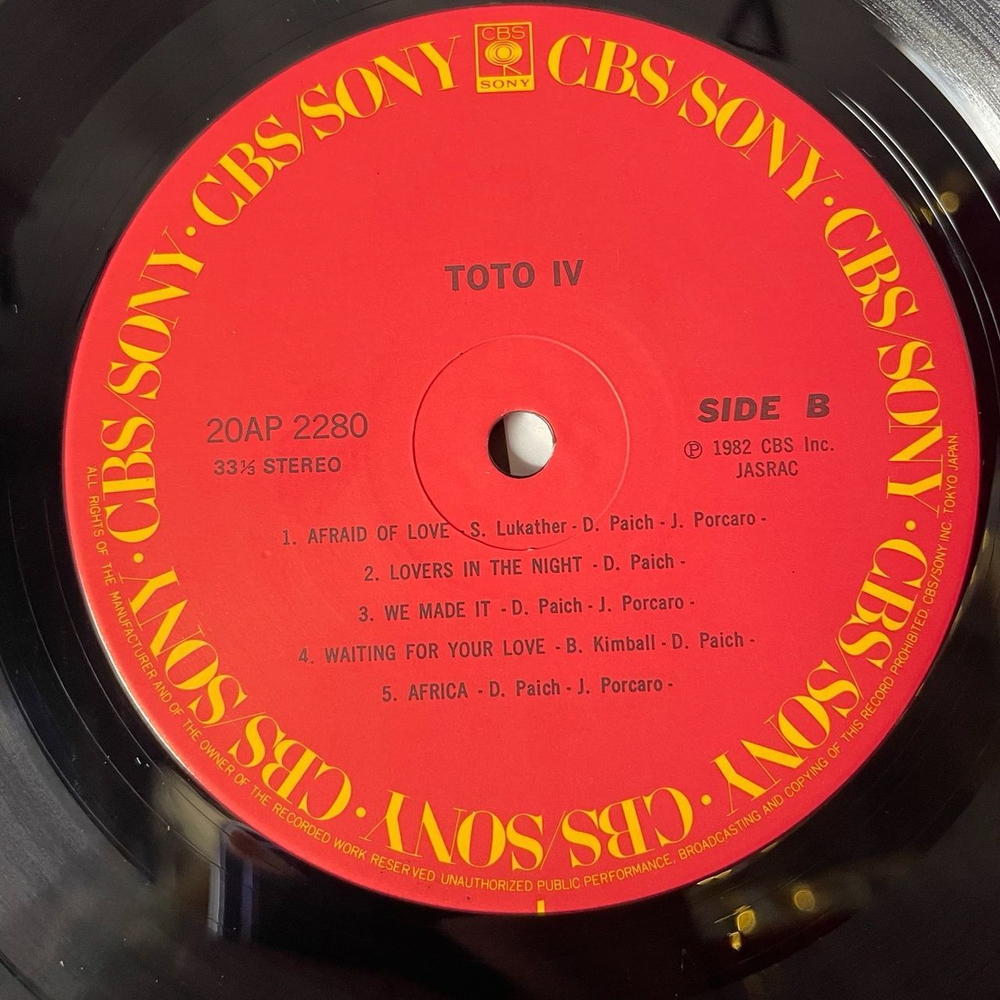 CBS
SONY
CBS/SONY · CBS/SONY · CBS/SONY · CBS/SONY · CBS/SONY · CBS/SONY · CBS/SONY · CBS/SONY
TOTO IV
20AP 2280
33⅓ STEREO
SIDE B
Ⓟ 1982 CBS Inc.
JASRAC
1. AFRAID OF LOVE - S. Lukather - D. Paich - J. Porcaro -
2. LOVERS IN THE NIGHT - D. Paich -
3. WE MADE IT - D. Paich - J. Porcaro -
4. WAITING FOR YOUR LOVE - B. Kimball - D. Paich -
5. AFRICA - D. Paich - J. Porcaro -
ALL RIGHTS OF THE MANUFACTURER AND OF THE OWNER OF THE RECORDED WORK RESERVED UNAUTHORIZED PUBLIC PERFORMANCE, BROADCASTING AND COPYING OF THIS RECORD PROHIBITED. CBS/SONY INC. TOKYO JAPAN.